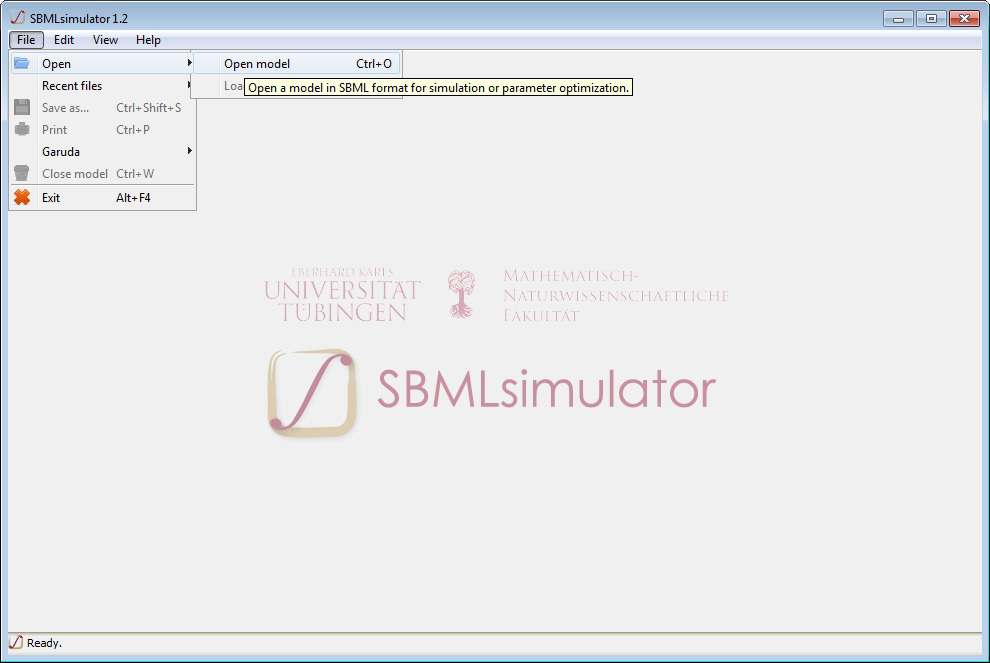 SBMLsimulator 1.2
File Edit View Help
Open
Open model Ctrl+O
Recent files
Open a model in SBML format for simulation or parameter optimization.
Save as... Ctrl+Shift+S
Print Ctrl+P
Garuda
Close model Ctrl+W
Exit Alt+F4
EBERHARD KARLS
UNIVERSITÄT
TÜBINGEN
MATHEMATISCH-
NATURWISSENSCHAFTLICHE
FAKULTÄT
SBMLsimulator
Ready.